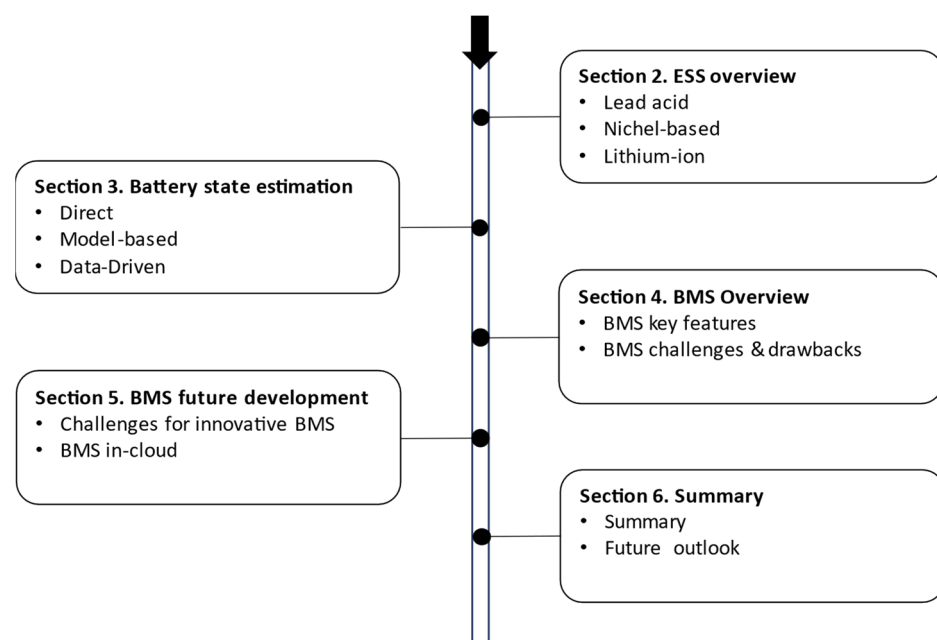 Section 2. ESS overview
• Lead acid
• Nichel-based
• Lithium-ion
Section 3. Battery state estimation
• Direct
• Model-based
• Data-Driven
Section 4. BMS Overview
• BMS key features
• BMS challenges & drawbacks
Section 5. BMS future development
• Challenges for innovative BMS
• BMS in-cloud
Section 6. Summary
• Summary
• Future outlook